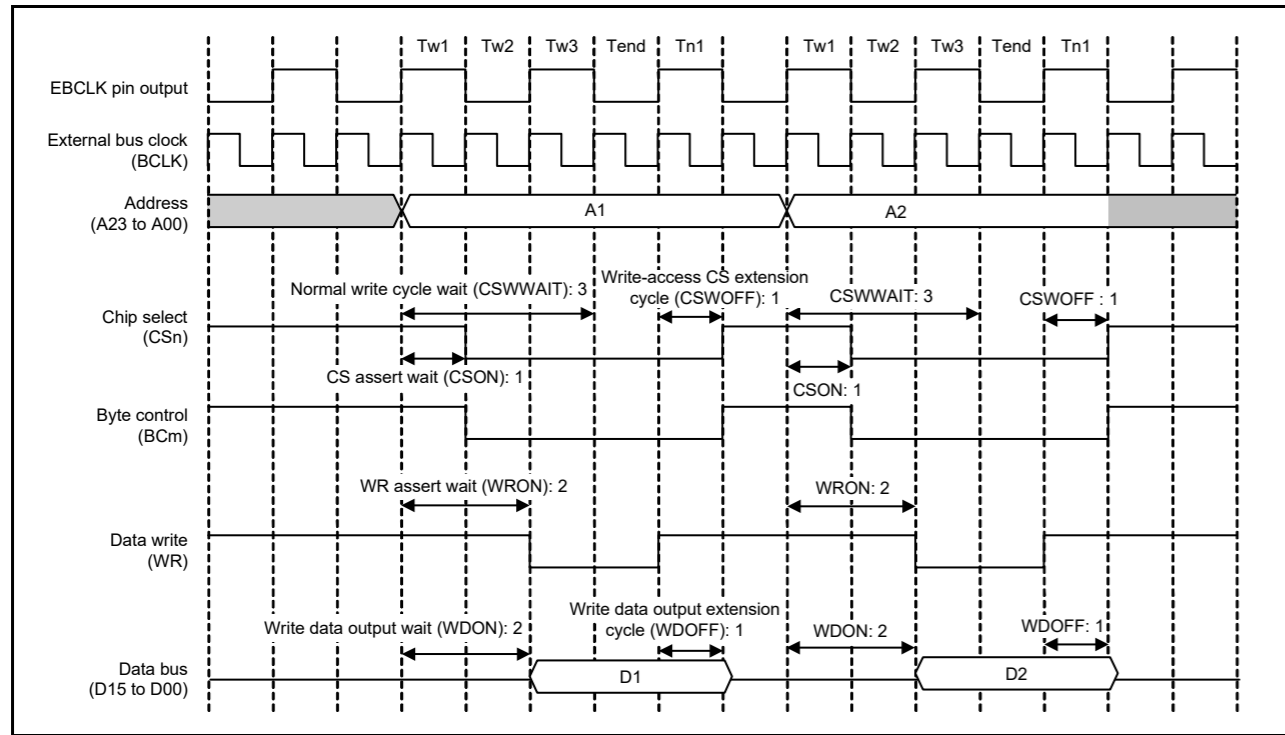 Tw1 Tw2 Tw3 Tend Tn1 Tw1 Tw2 Tw3 Tend Tn1
EBCLK pin output
External bus clock
(BCLK)
Address
(A23 to A00)
A1
A2
Normal write cycle wait (CSWWAIT): 3
Write-access CS extension
cycle (CSWOFF): 1
CSWWAIT: 3
CSWOFF : 1
Chip select
(CSn)
CS assert wait (CSON): 1
CSON: 1
Byte control
(BCm)
WR assert wait (WRON): 2
WRON: 2
Data write
(WR)
Write data output wait (WDON): 2
Write data output extension
cycle (WDOFF): 1
WDON: 2
WDOFF: 1
Data bus
(D15 to D00)
D1
D2